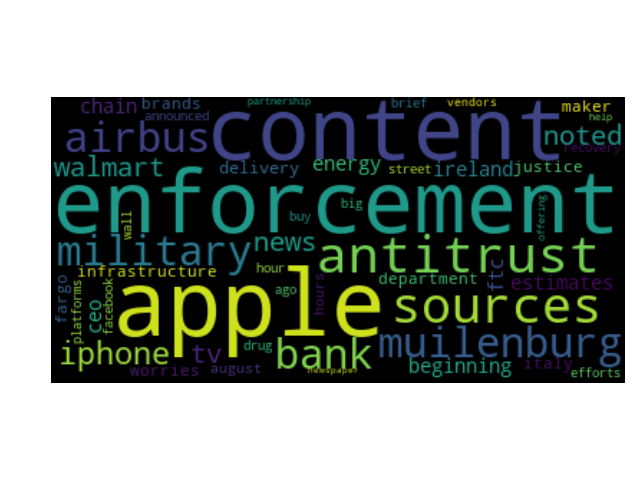 chain brands partnership brief vendors maker
announced help
airbus content noted
recovery
walmart delivery energy street ireland justice
enforcement
wall buy big offering
military news antitrust
infrastructure hour department ftc estimates
fargo platforms ceo facebook apple ago hours sources
iphone tv drug bank muilenburg
worries august newspaper beginning italy efforts